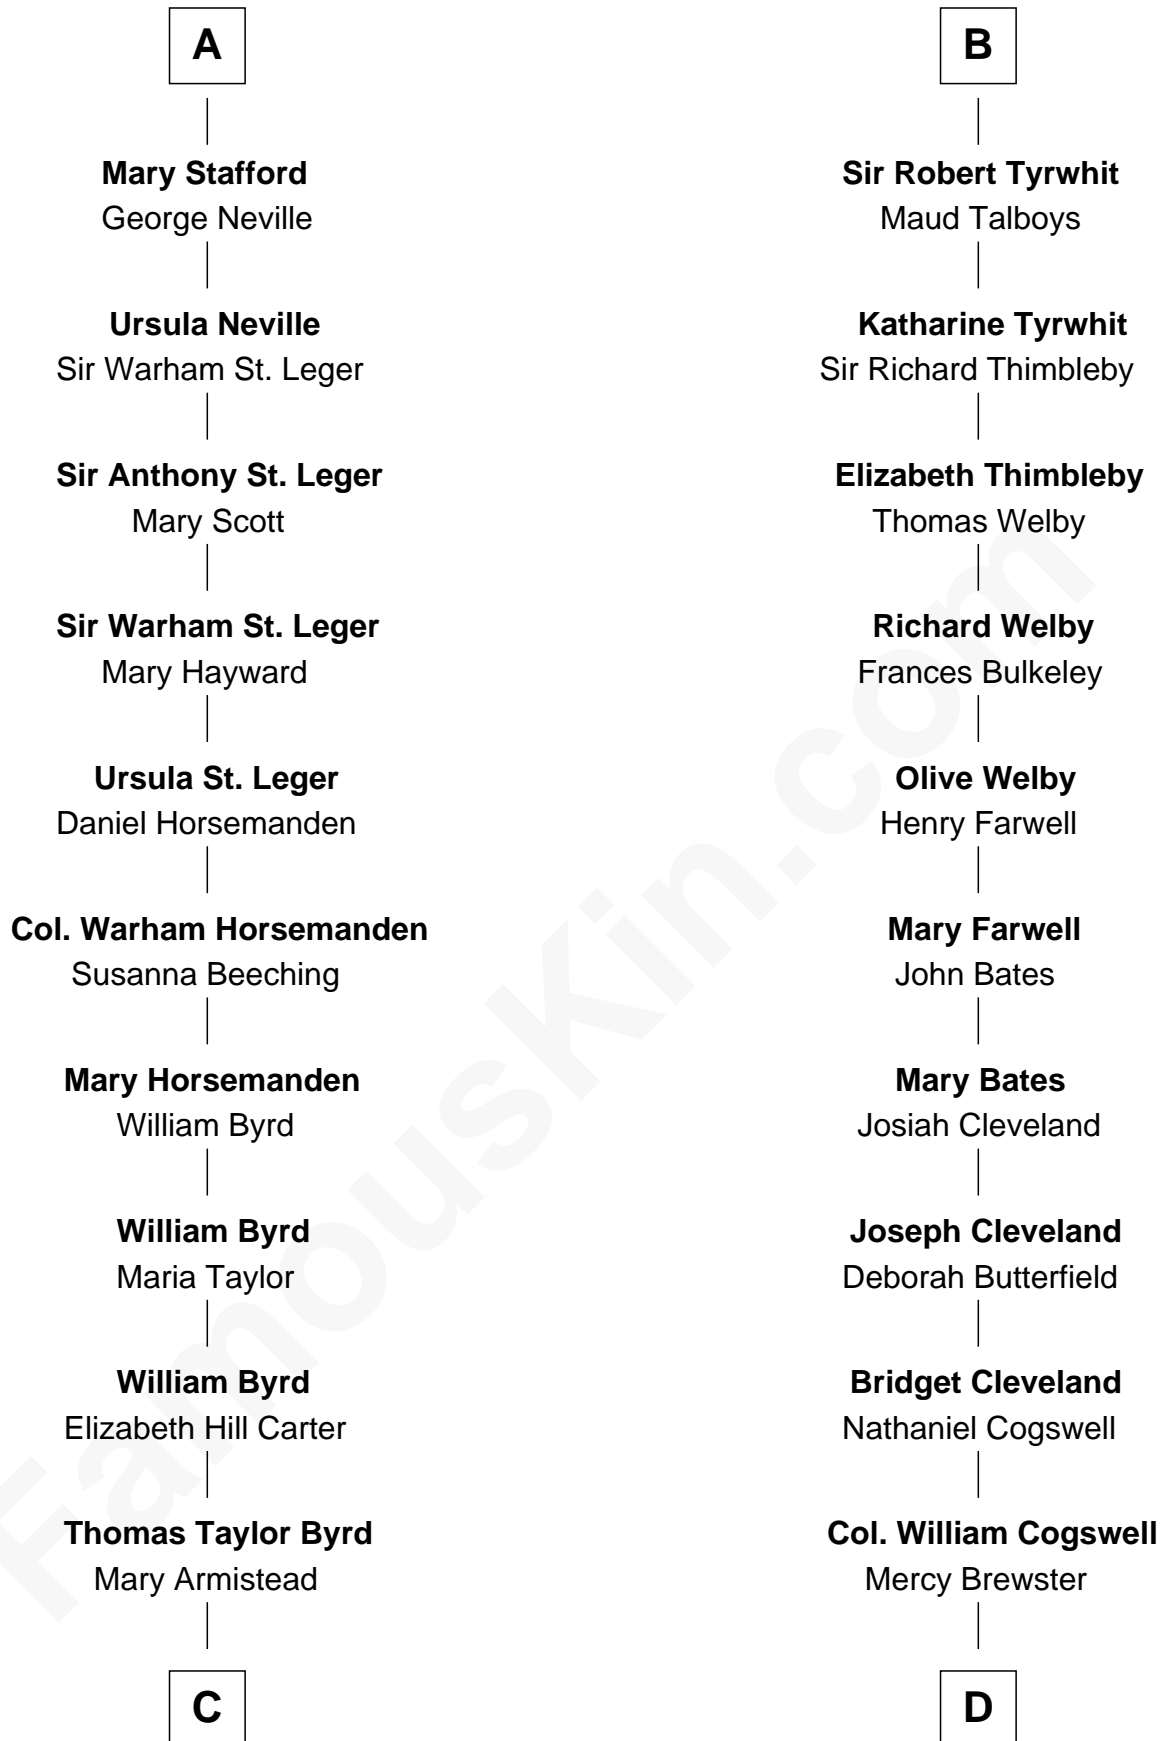 A
Mary Stafford
George Neville
Ursula Neville
Sir Warham St. Leger
Sir Anthony St. Leger
Mary Scott
Sir Warham St. Leger
Mary Hayward
Ursula St. Leger
Daniel Horsemanden
Col. Warham Horsemanden
Susanna Beeching
Mary Horsemanden
William Byrd
William Byrd
Maria Taylor
William Byrd
Elizabeth Hill Carter
Thomas Taylor Byrd
Mary Armistead
C
B
Sir Robert Tyrwhit
Maud Talboys
Katharine Tyrwhit
Sir Richard Thimbleby
Elizabeth Thimbleby
Thomas Welby
Richard Welby
Frances Bulkeley
Olive Welby
Henry Farwell
Mary Farwell
John Bates
Mary Bates
Josiah Cleveland
Joseph Cleveland
Deborah Butterfield
Bridget Cleveland
Nathaniel Cogswell
Col. William Cogswell
Mercy Brewster
D
FamousKin.com